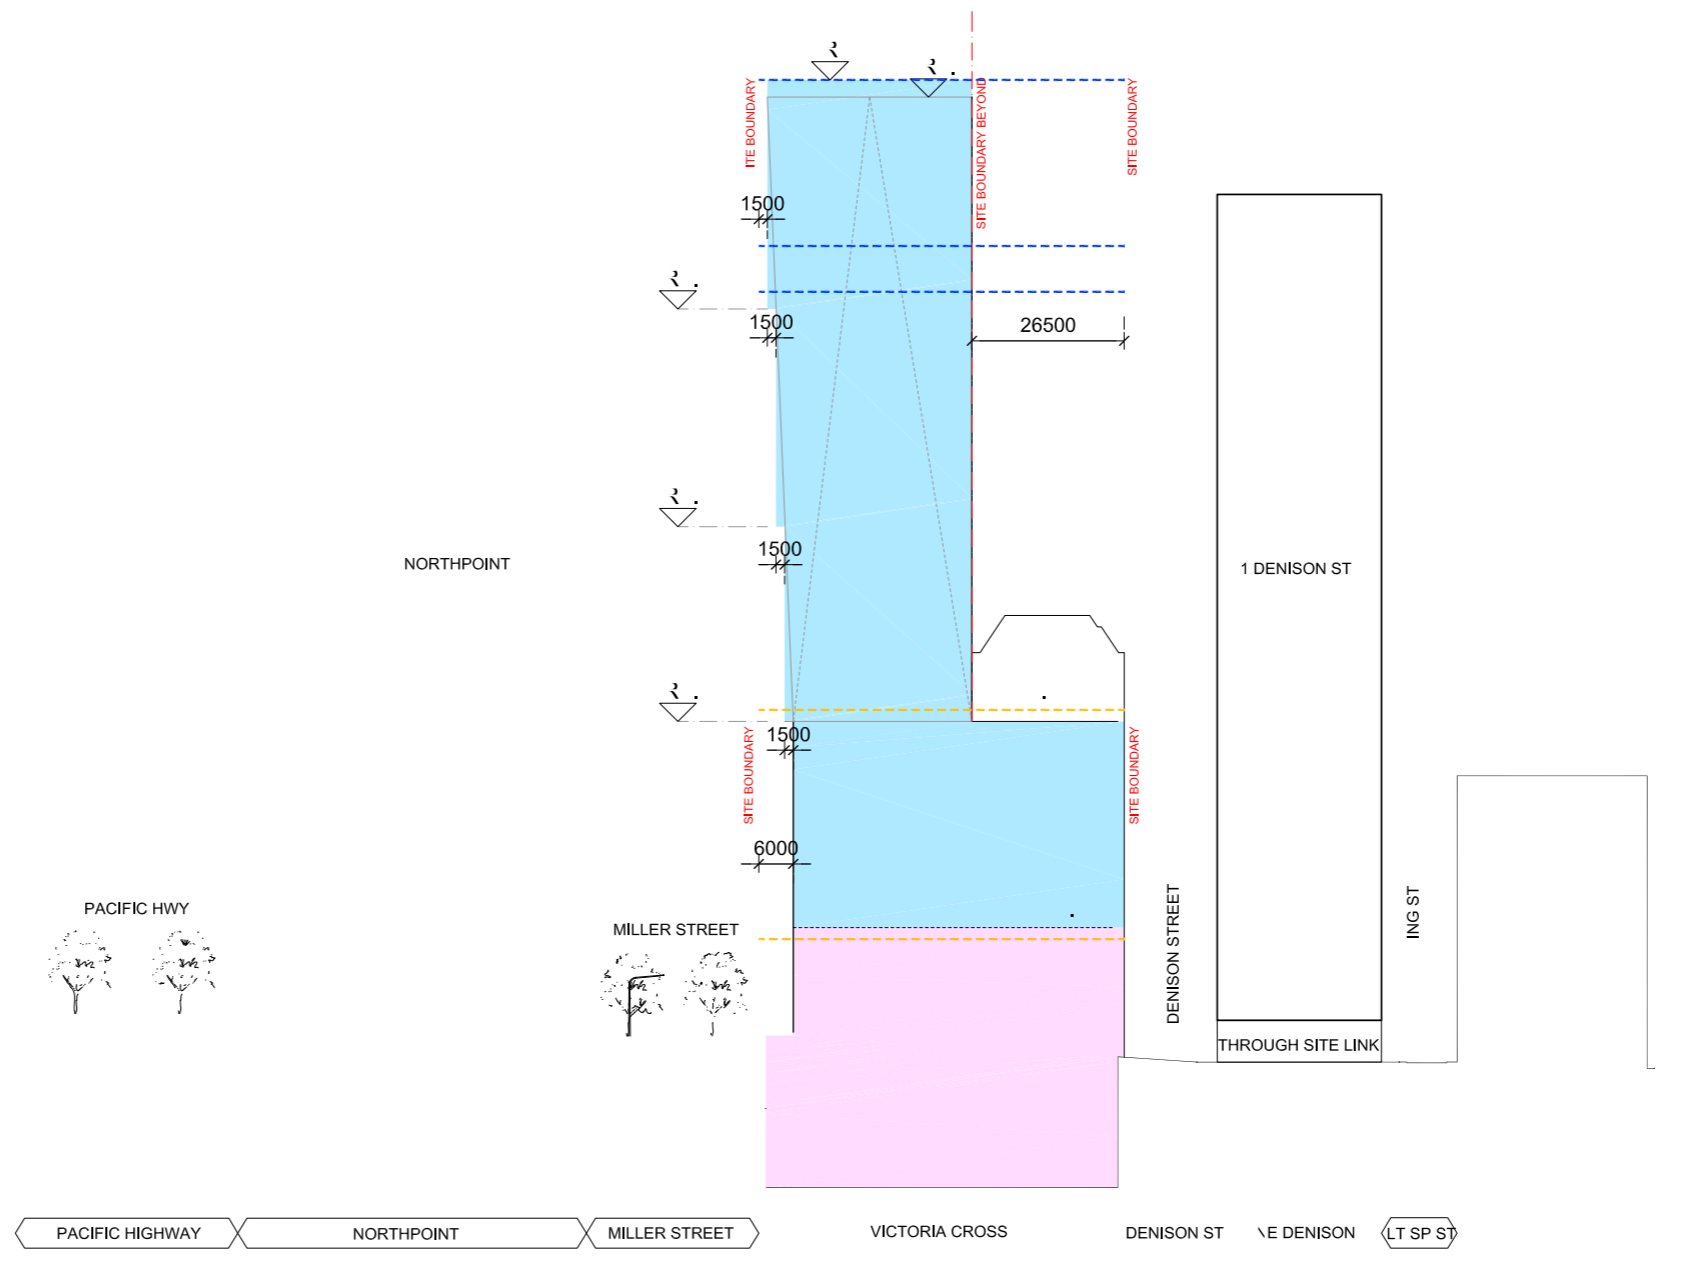 SITE BOUNDARY BEYOND
ITE BOUNDARY
SITE BOUNDARY
1500
1500
26500
1500
NORTHPOINT
1 DENISON ST
1500
SITE BOUNDARY
SITE BOUNDARY
6000
PACIFIC HWY
MILLER STREET
DENISON STREET
ING ST
THROUGH SITE LINK
PACIFIC HIGHWAY
NORTHPOINT
MILLER STREET
VICTORIA CROSS
DENISON ST
E DENISON
LT SP ST